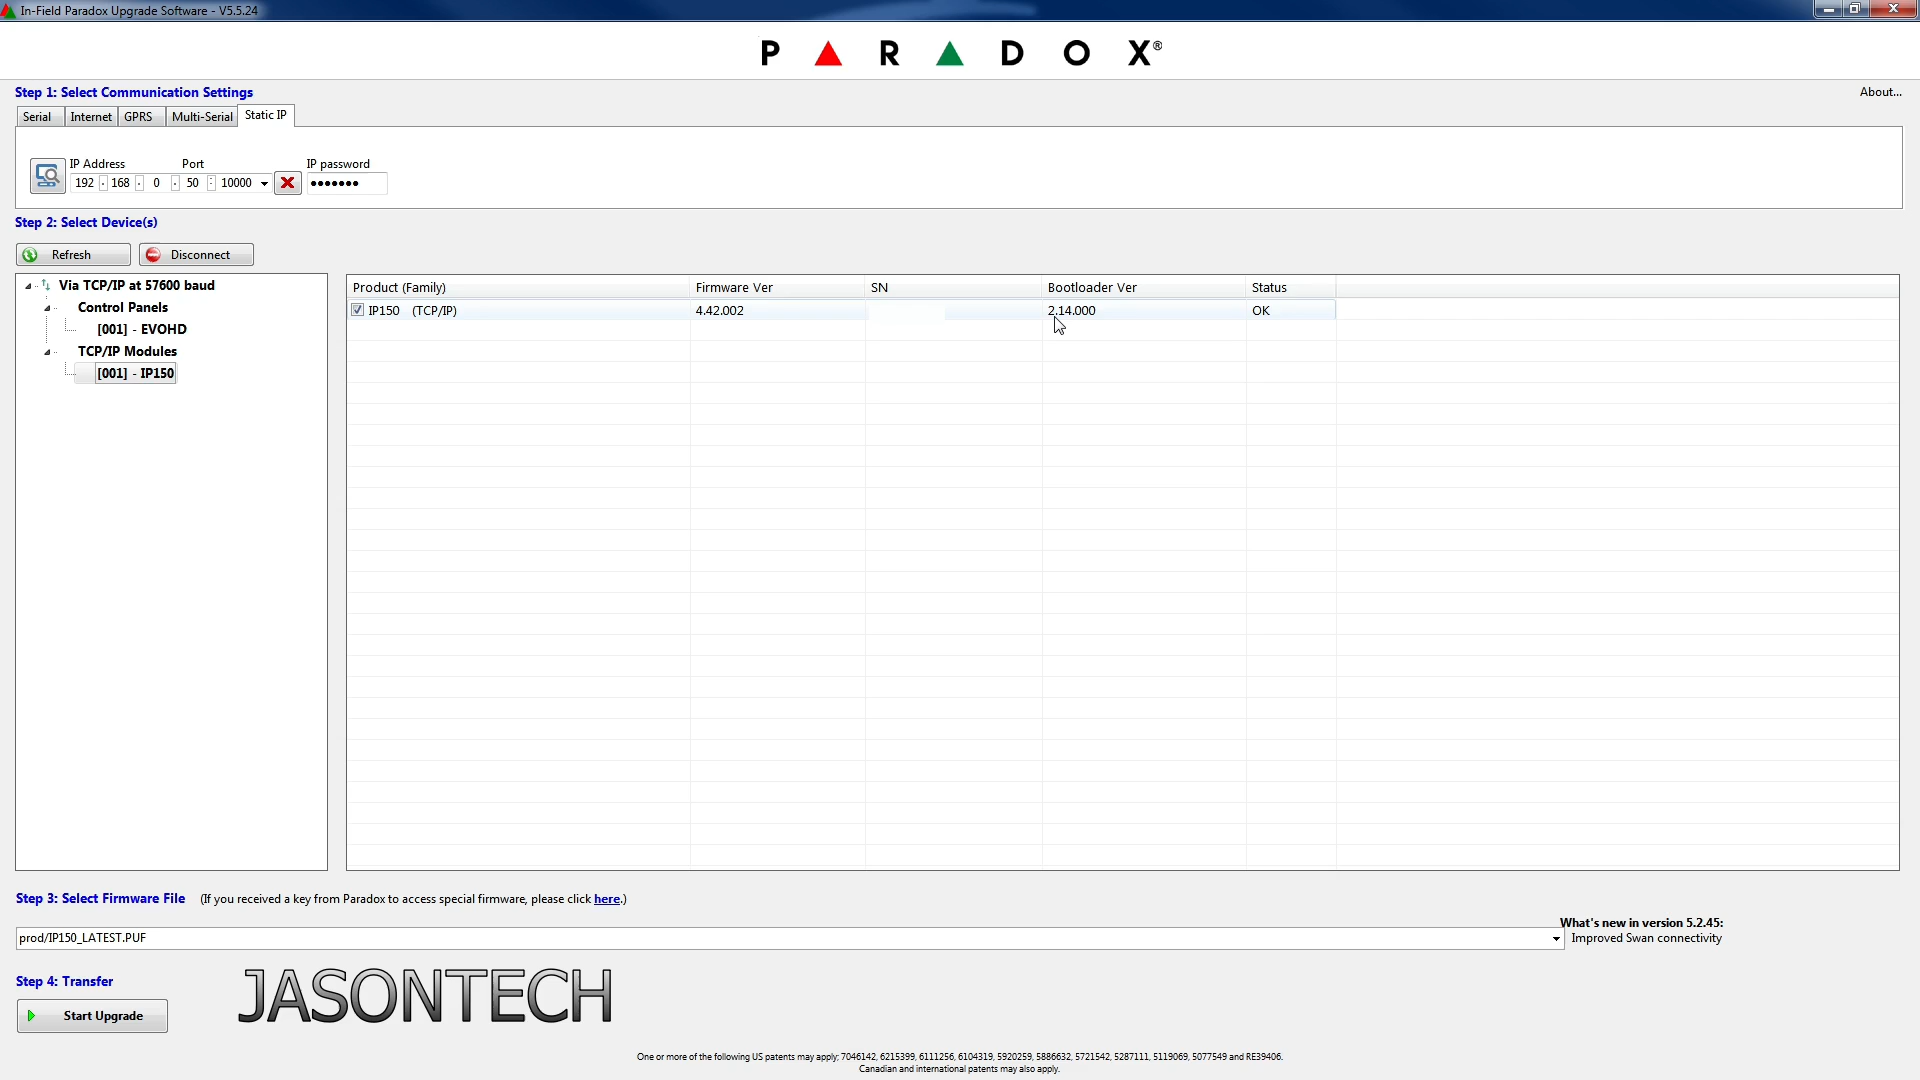 In-Field Paradox Upgrade Software - V5.5.24
PARADOX®
Step 1: Select Communication Settings
About...
Serial Internet GPRS Multi-Serial Static IP
IP Address Port IP password
192 . 168 . 0 . 50 : 10000 •••••••
Step 2: Select Device(s)
Refresh Disconnect
Via TCP/IP at 57600 baud
Control Panels
[001] - EVOHD
TCP/IP Modules
[001] - IP150
Product (Family) Firmware Ver SN Bootloader Ver Status
IP150 (TCP/IP) 4.42.002 2.14.000 OK
Step 3: Select Firmware File (If you received a key from Paradox to access special firmware, please click here.)
What's new in version 5.2.45:
prod/IP150_LATEST.PUF Improved Swan connectivity
Step 4: Transfer
Start Upgrade
JASONTECH
One or more of the following US patents may apply; 7046142, 6215399, 6111256, 6104319, 5920259, 5886632, 5721542, 5287111, 5119069, 5077549 and RE39406.
Canadian and international patents may also apply.